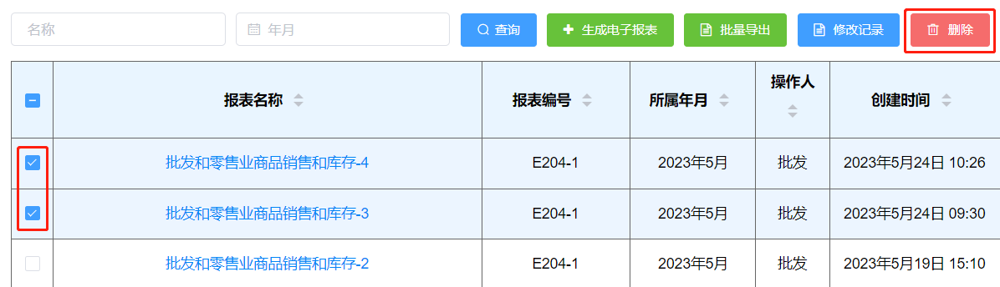 名称 年月 查询 生成电子报表 批量导出 修改记录 删除
报表名称 报表编号 所属年月 操作人 创建时间
批发和零售业商品销售和库存-4 E204-1 2023年5月 批发 2023年5月24日 10:26
批发和零售业商品销售和库存-3 E204-1 2023年5月 批发 2023年5月24日 09:30
批发和零售业商品销售和库存-2 E204-1 2023年5月 批发 2023年5月19日 15:10